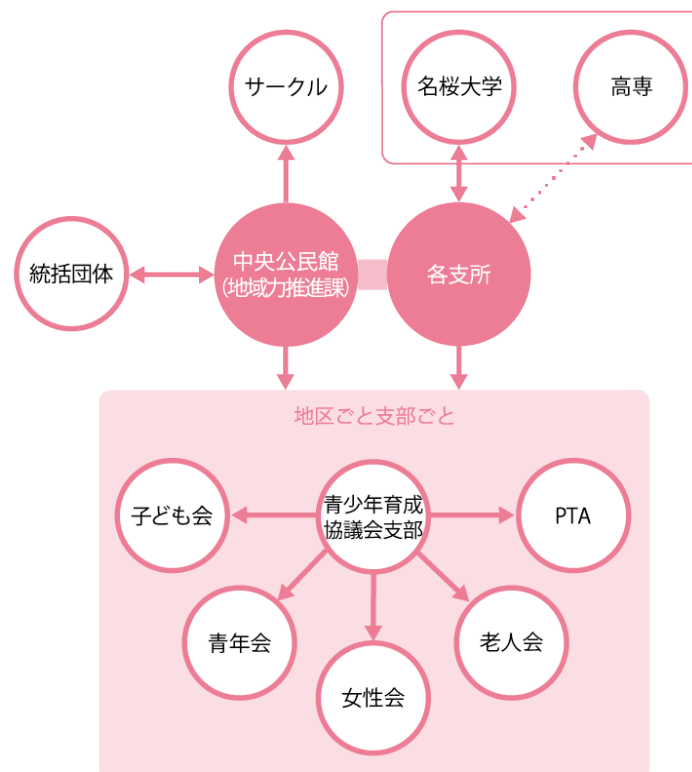 サークル
名桜大学
高専
統括団体
中央公民館
(地域力推進課)
各支所
地区ごと支部ごと
子ども会
青少年育成
協議会支部
PTA
青年会
老人会
女性会